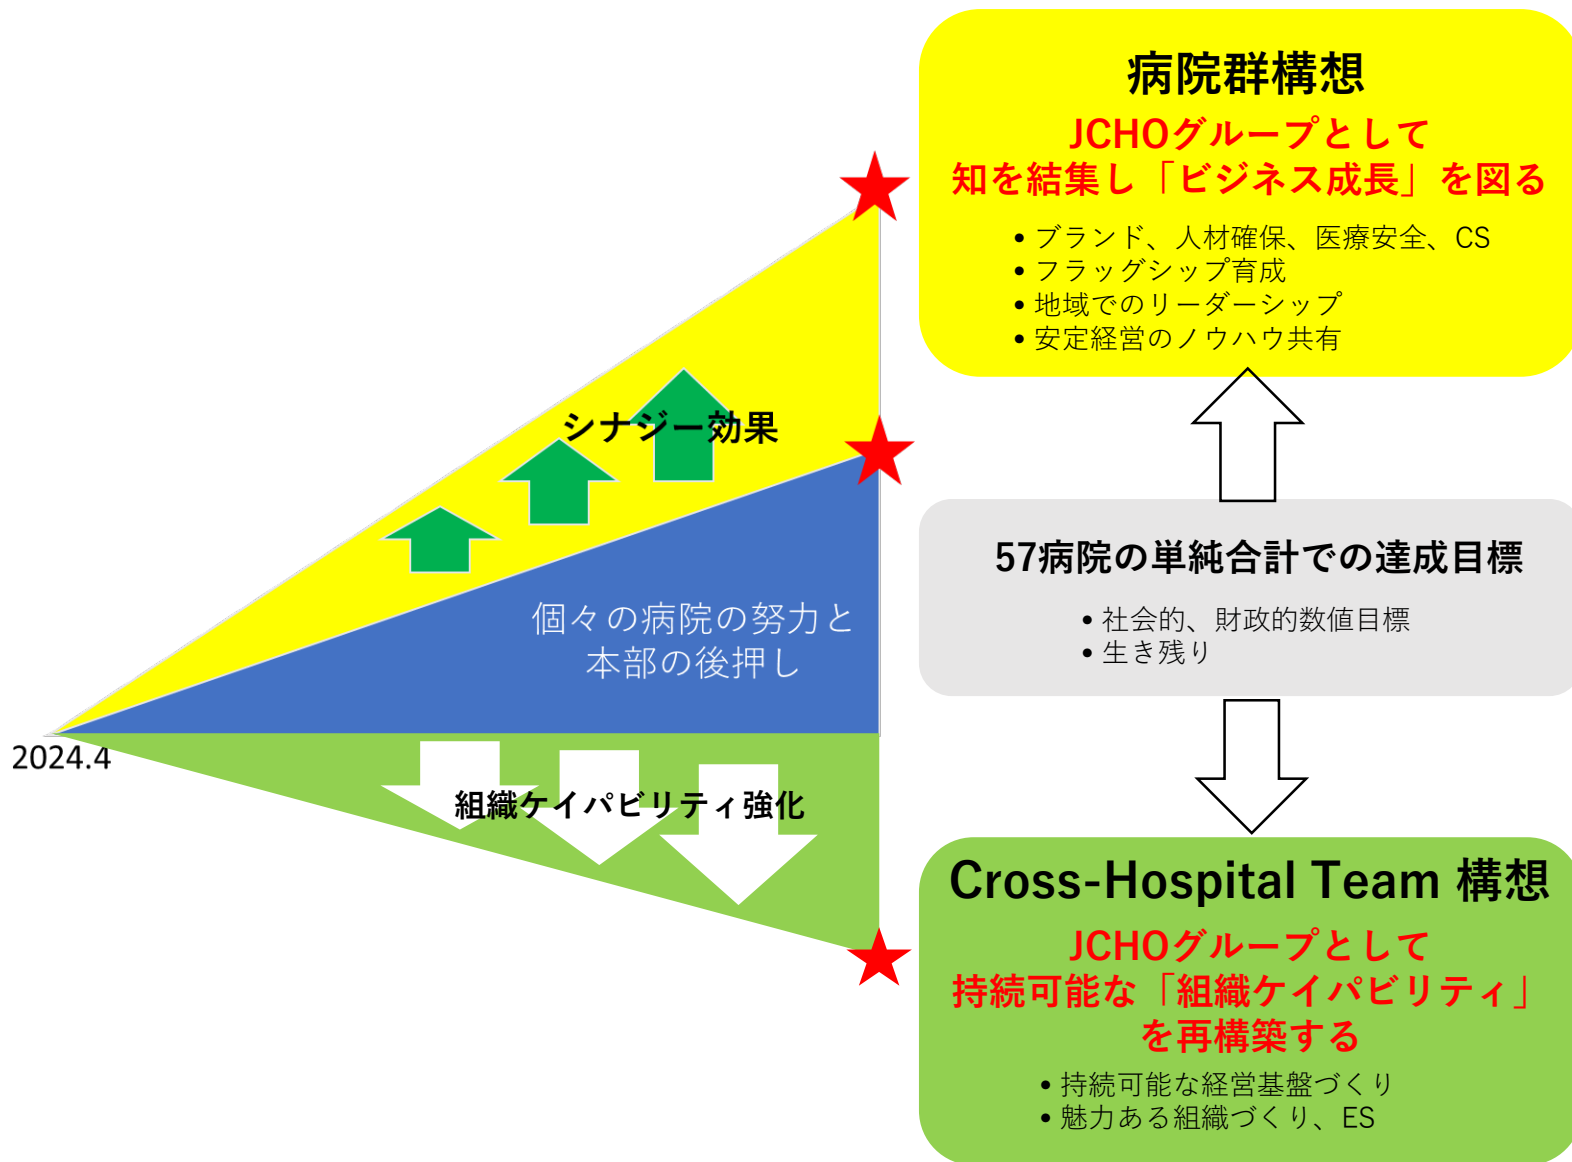 病院群構想
JCHOグループとして
知を結集し「ビジネス成長」を図る
• ブランド、人材確保、医療安全、CS
• フラッグシップ育成
• 地域でのリーダーシップ
• 安定経営のノウハウ共有
シナジー効果
57病院の単純合計での達成目標
• 社会的、財政的数値目標
• 生き残り
個々の病院の努力と
本部の後押し
2024.4
組織ケイパビリティ強化
Cross-Hospital Team 構想
JCHOグループとして
持続可能な「組織ケイパビリティ」
を再構築する
• 持続可能な経営基盤づくり
• 魅力ある組織づくり、ES